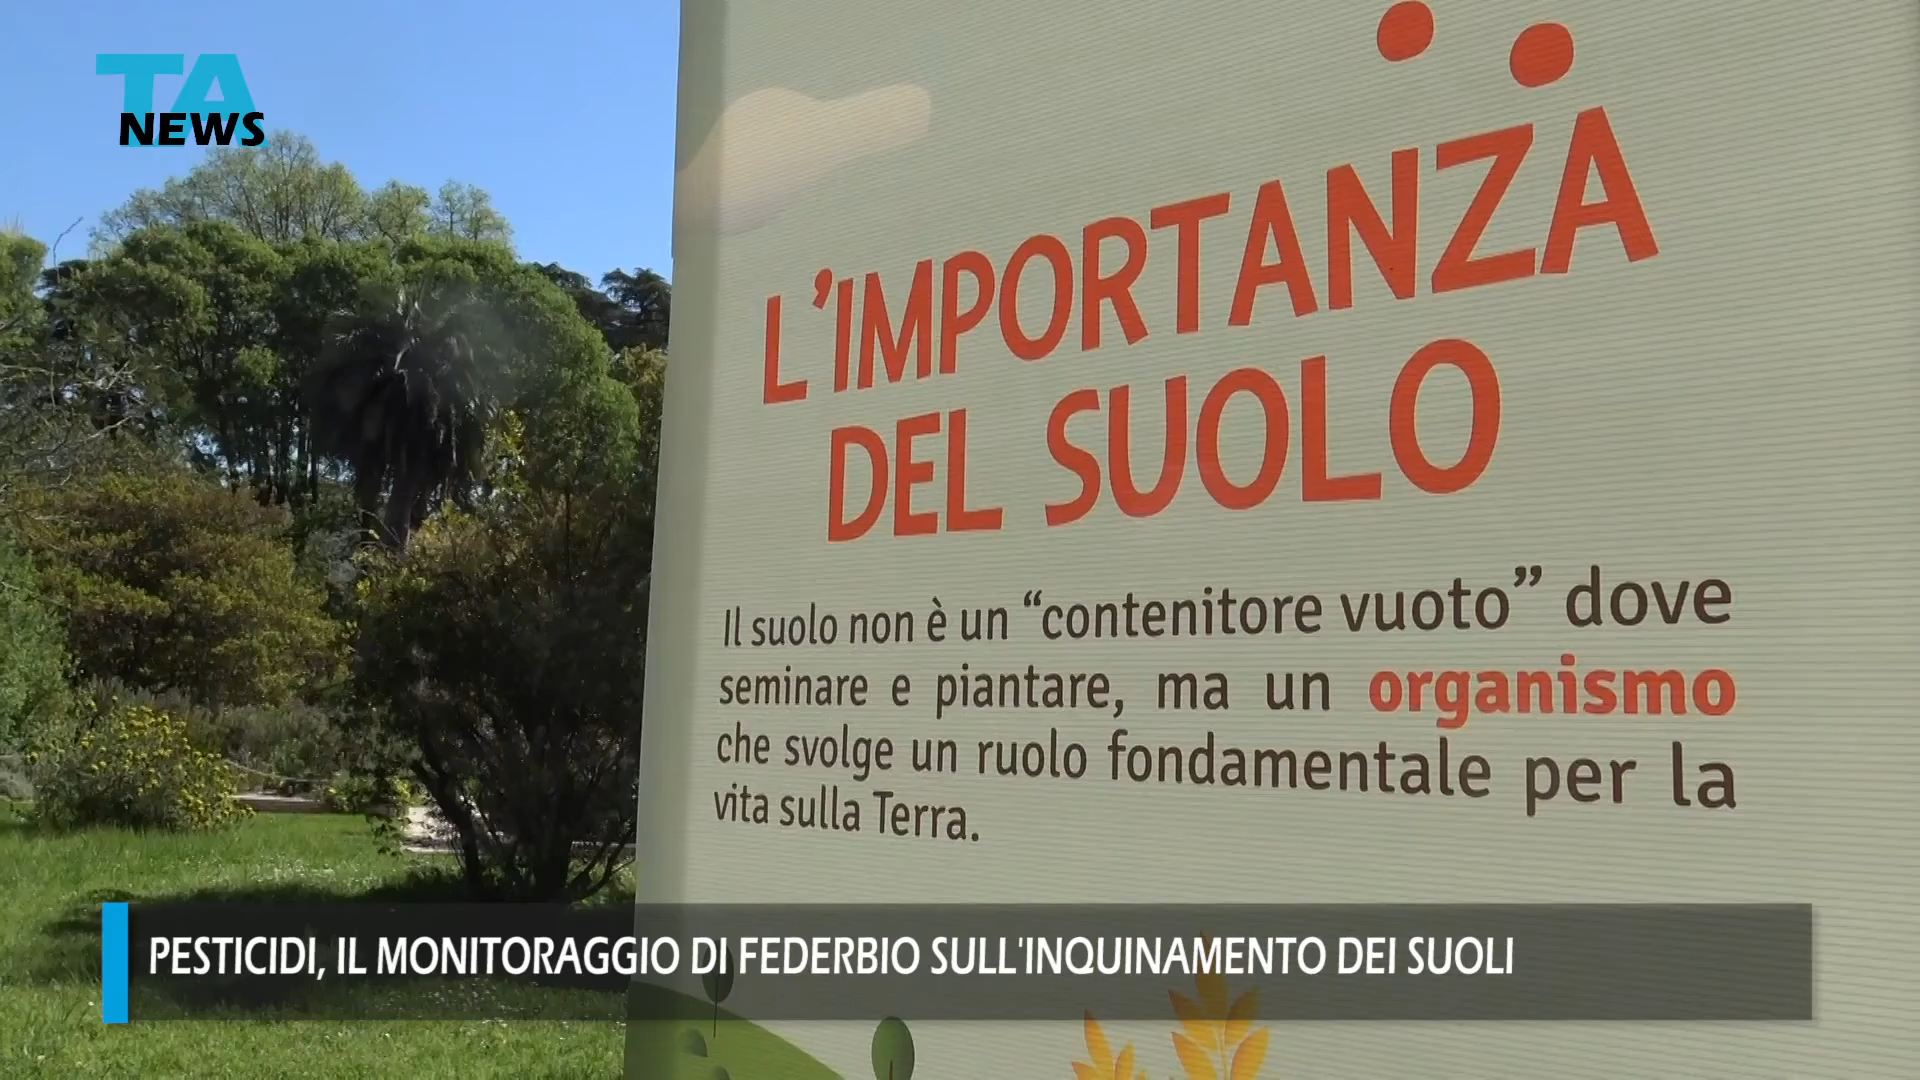 TA
NEWS
L'IMPORTANZA
DEL SUOLO
Il suolo non è un “contenitore vuoto” dove
seminare e piantare, ma un organismo
che svolge un ruolo fondamentale per la
vita sulla Terra.
PESTICIDI, IL MONITORAGGIO DI FEDERBIO SULL'INQUINAMENTO DEI SUOLI